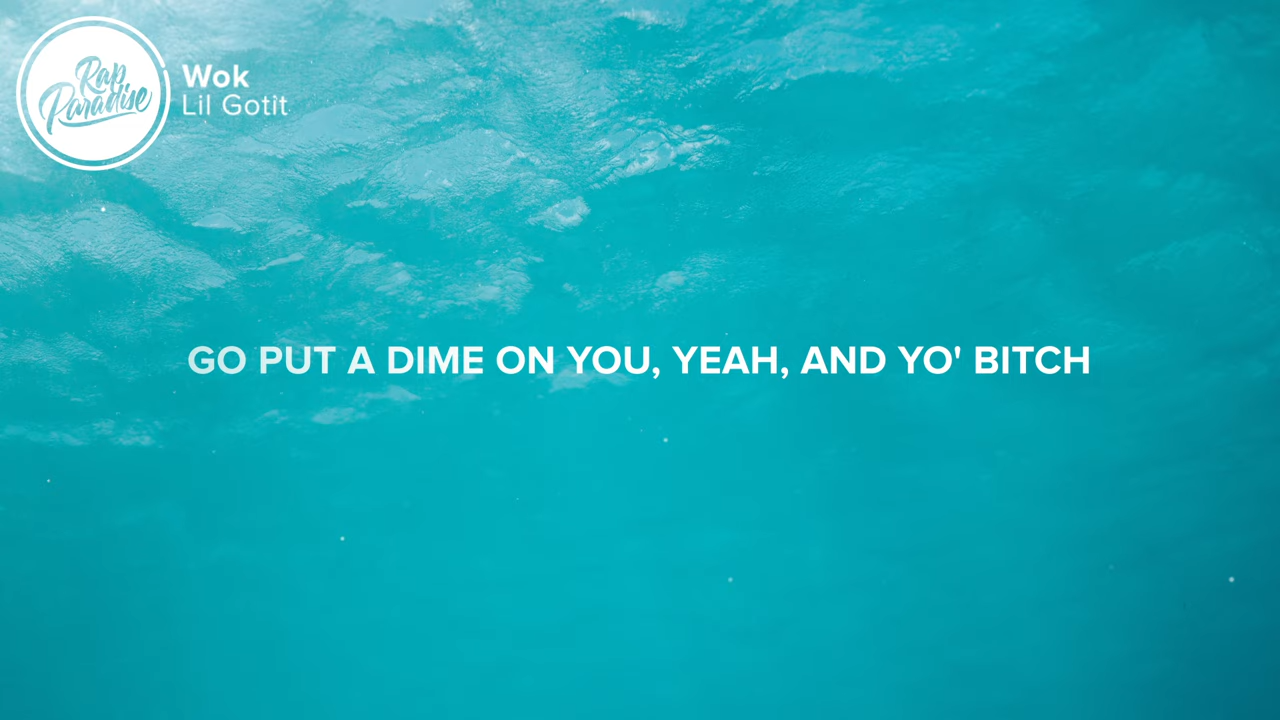 Rap
Paradise
Wok
Lil Gotit
GO PUT A DIME ON YOU, YEAH, AND YO' BITCH